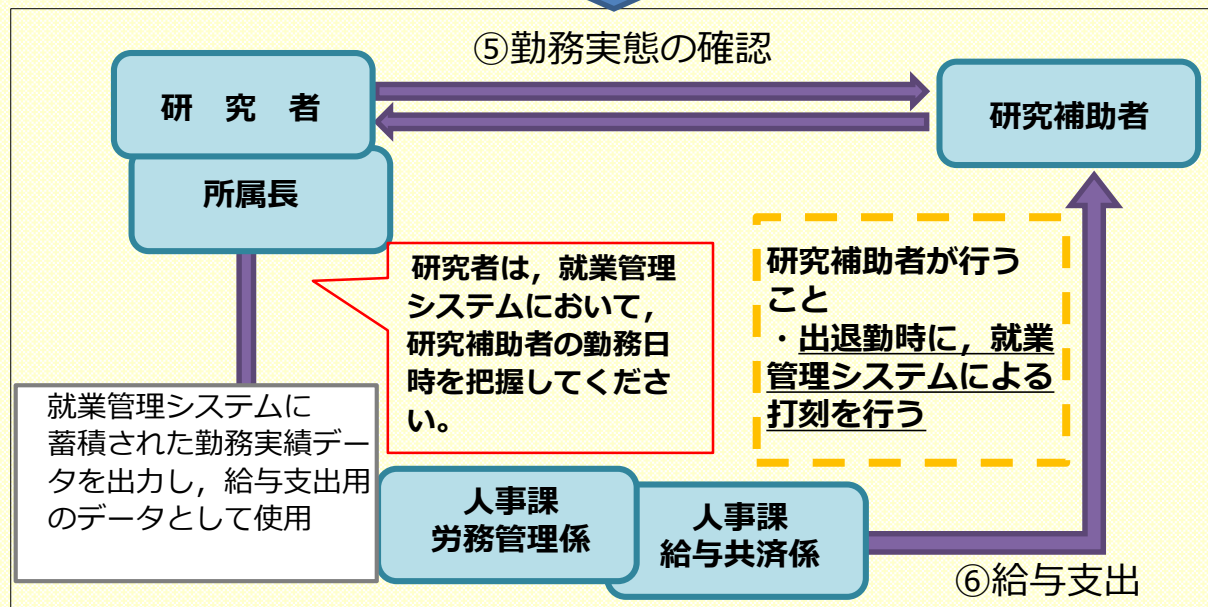 ⑤勤務実態の確認
研　究　者
所属長
研究補助者
研究者は，就業管理
システムにおいて，
研究補助者の勤務日
時を把握してくださ
い。
研究補助者が行う
こと
・出退勤時に，就業
管理システムによる
打刻を行う
就業管理システムに
蓄積された勤務実績デー
タを出力し，給与支出用
のデータとして使用
人事課
労務管理係
人事課
給与共済係
⑥給与支出